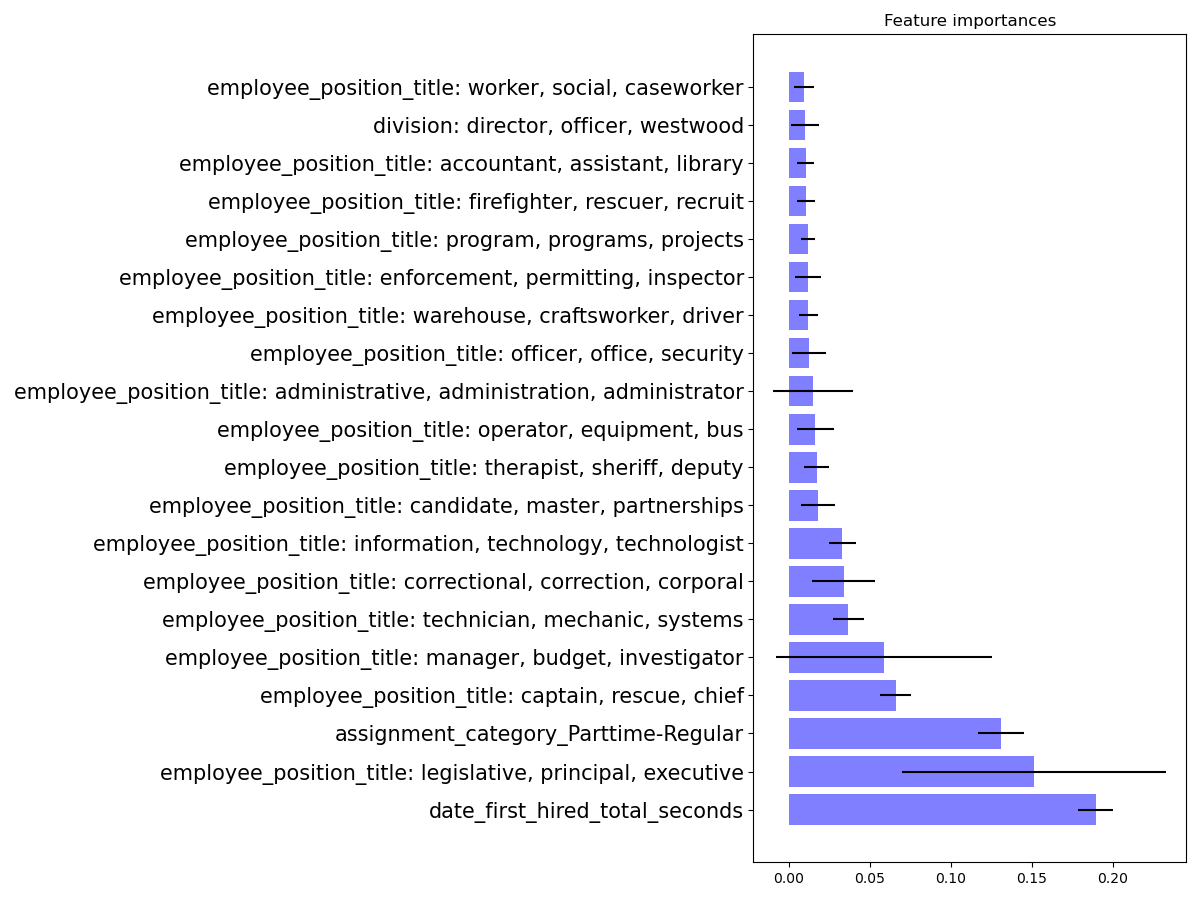 Feature importances
employee_position_title: worker, social, caseworker
division: director, officer, westwood
employee_position_title: accountant, assistant, library
employee_position_title: firefighter, rescuer, recruit
employee_position_title: program, programs, projects
employee_position_title: enforcement, permitting, inspector
employee_position_title: warehouse, craftsworker, driver
employee_position_title: officer, office, security
employee_position_title: administrative, administration, administrator
employee_position_title: operator, equipment, bus
employee_position_title: therapist, sheriff, deputy
employee_position_title: candidate, master, partnerships
employee_position_title: information, technology, technologist
employee_position_title: correctional, correction, corporal
employee_position_title: technician, mechanic, systems
employee_position_title: manager, budget, investigator
employee_position_title: captain, rescue, chief
assignment_category_Parttime-Regular
employee_position_title: legislative, principal, executive
date_first_hired_total_seconds
0.00 0.05 0.10 0.15 0.20